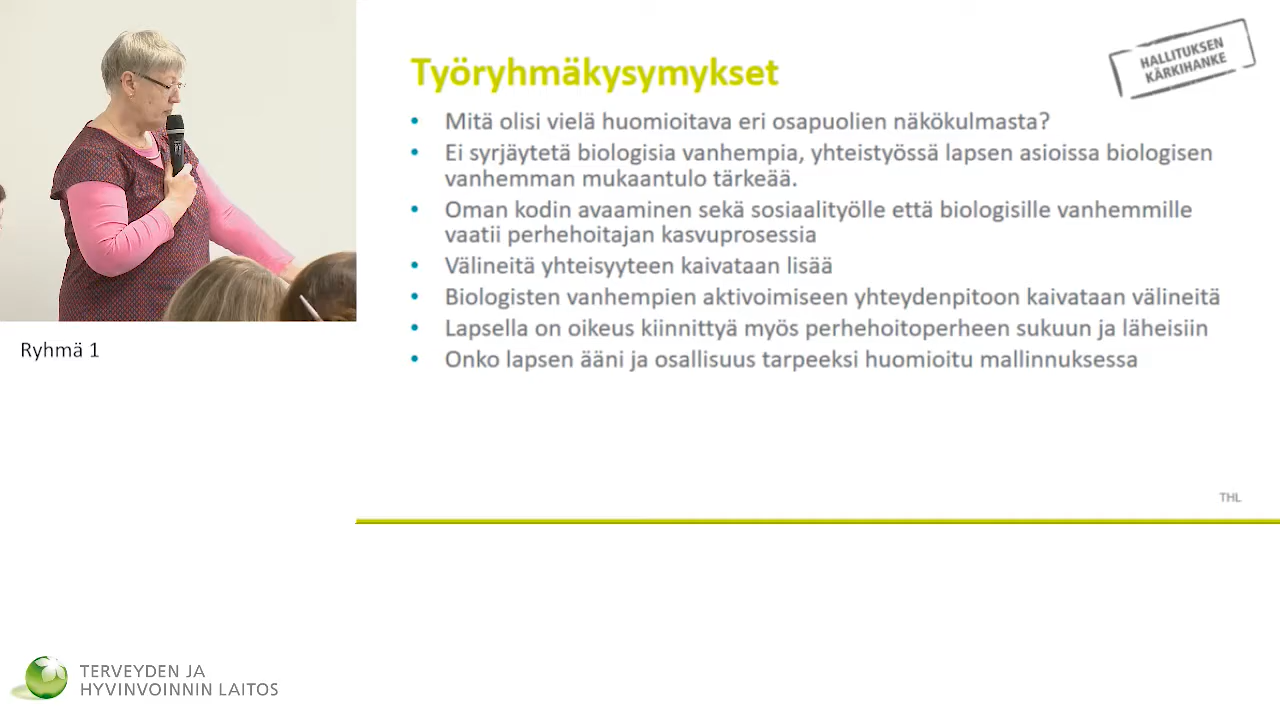 HALLITUKSEN
KÄRKIHANKE
Työryhmäkysymykset
• Mitä olisi vielä huomioitava eri osapuolien näkökulmasta?
• Ei syrjäytetä biologisia vanhempia, yhteistyössä lapsen asioissa biologisen
vanhemman mukaantulo tärkeää.
• Oman kodin avaaminen sekä sosiaalityölle että biologisille vanhemmille
vaatii perhehoitajan kasvuprosessia
• Välineitä yhteisyyteen kaivataan lisää
• Biologisten vanhempien aktivoimiseen yhteydenpitoon kaivataan välineitä
• Lapsella on oikeus kiinnittyä myös perhehoitoperheen sukuun ja läheisiin
• Onko lapsen ääni ja osallisuus tarpeeksi huomioitu mallinnuksessa
Ryhmä 1
THL
TERVEYDEN JA
HYVINVOINNIN LAITOS